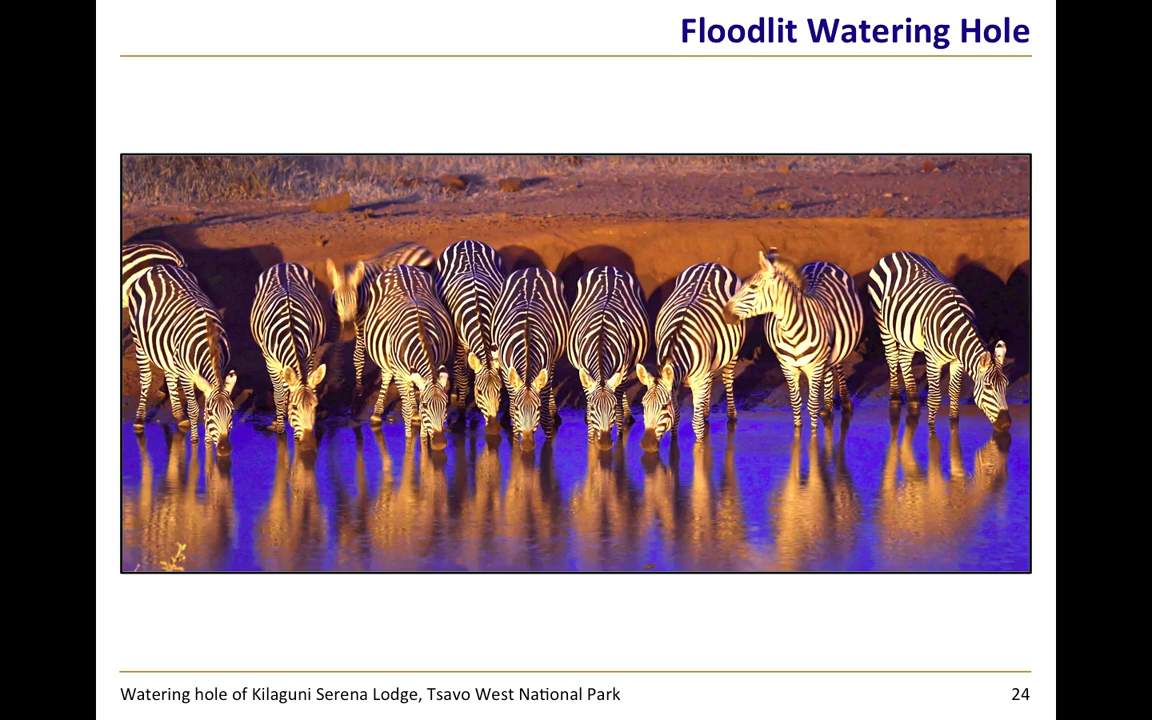 Floodlit Watering Hole
Watering hole of Kilaguni Serena Lodge, Tsavo West National Park
24